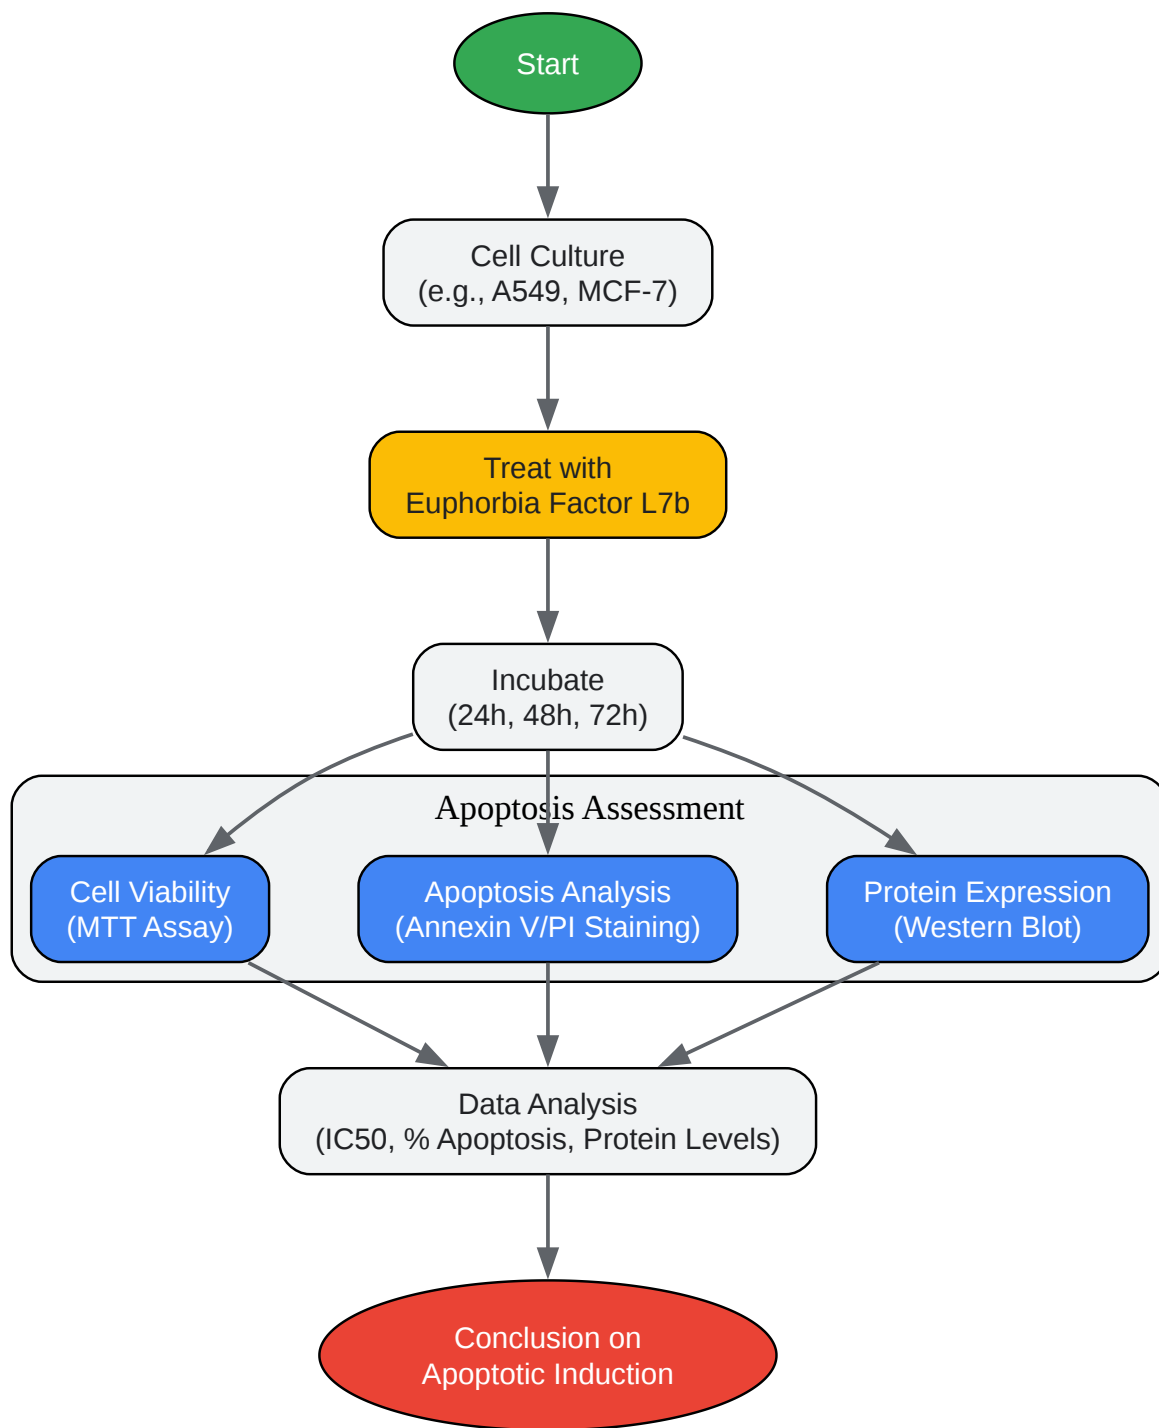 Start
Cell Culture
(e.g., A549, MCF-7)
Treat with
Euphorbia Factor L7b
Incubate
(24h, 48h, 72h)
Apoptosis Assessment
Cell Viability
(MTT Assay)
Apoptosis Analysis
(Annexin V/PI Staining)
Protein Expression
(Western Blot)
Data Analysis
(IC50, % Apoptosis, Protein Levels)
Conclusion on
Apoptotic Induction